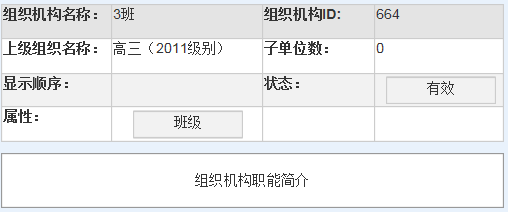 组织机构名称： 3班 组织机构ID: 664
上级组织名称： 高三（2011级别） 子单位数： 0
显示顺序： 状态： 有效
属性： 班级
组织机构职能简介